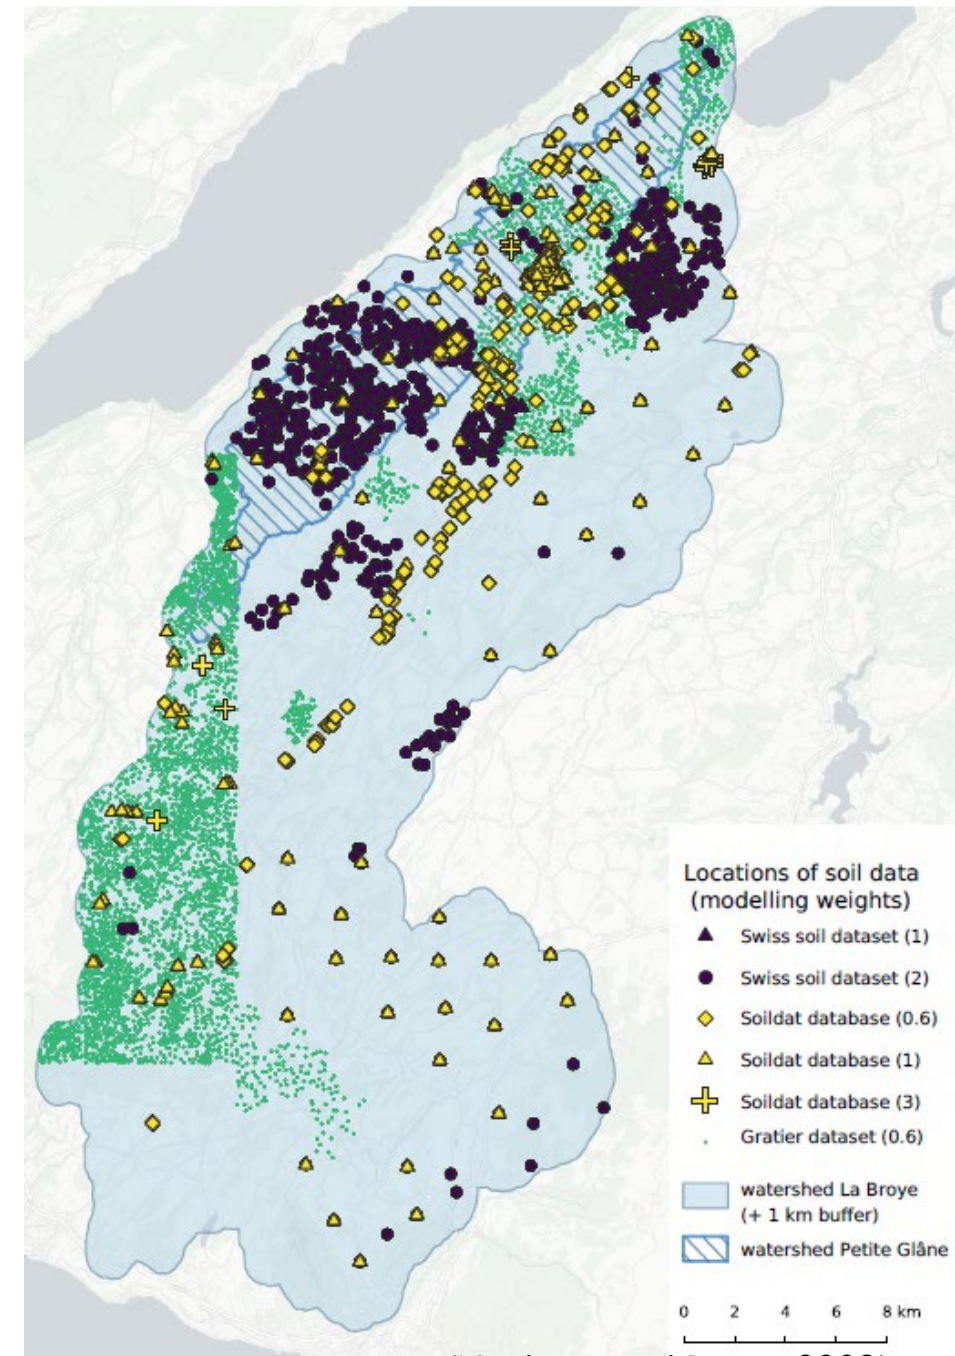 Locations of soil data
(modelling weights)
Swiss soil dataset (1)
Swiss soil dataset (2)
Soildat database (0.6)
Soildat database (1)
Soildat database (3)
Gratier dataset (0.6)
watershed La Broye
(+ 1 km buffer)
watershed Petite Glâne
0 2 4 6 8 km